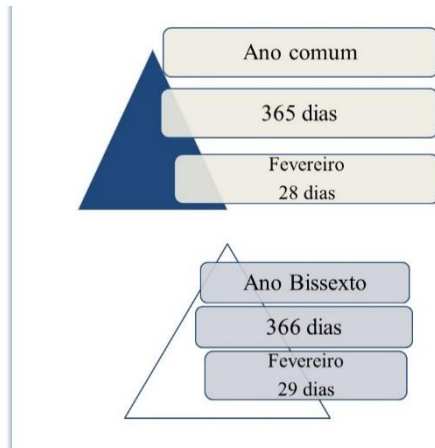 Ano comum
365 dias
Fevereiro
28 dias
Ano Bissexto
366 dias
Fevereiro
29 dias